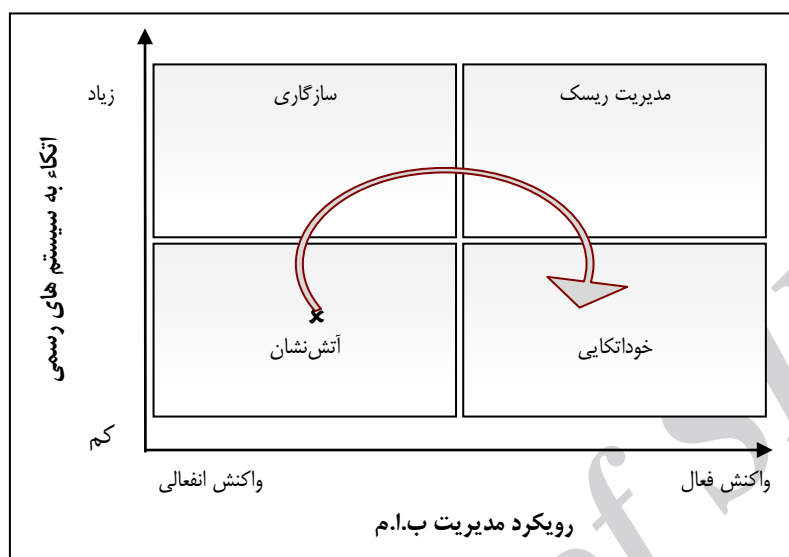 زیاد
سازگاری
مدیریت ریسک
اتکاء به سیستم های رسمی
آتش‌نشان
خوداتکایی
کم
واکنش انفعالی
واکنش فعال
رویکرد مدیریت ب.ا.م
of